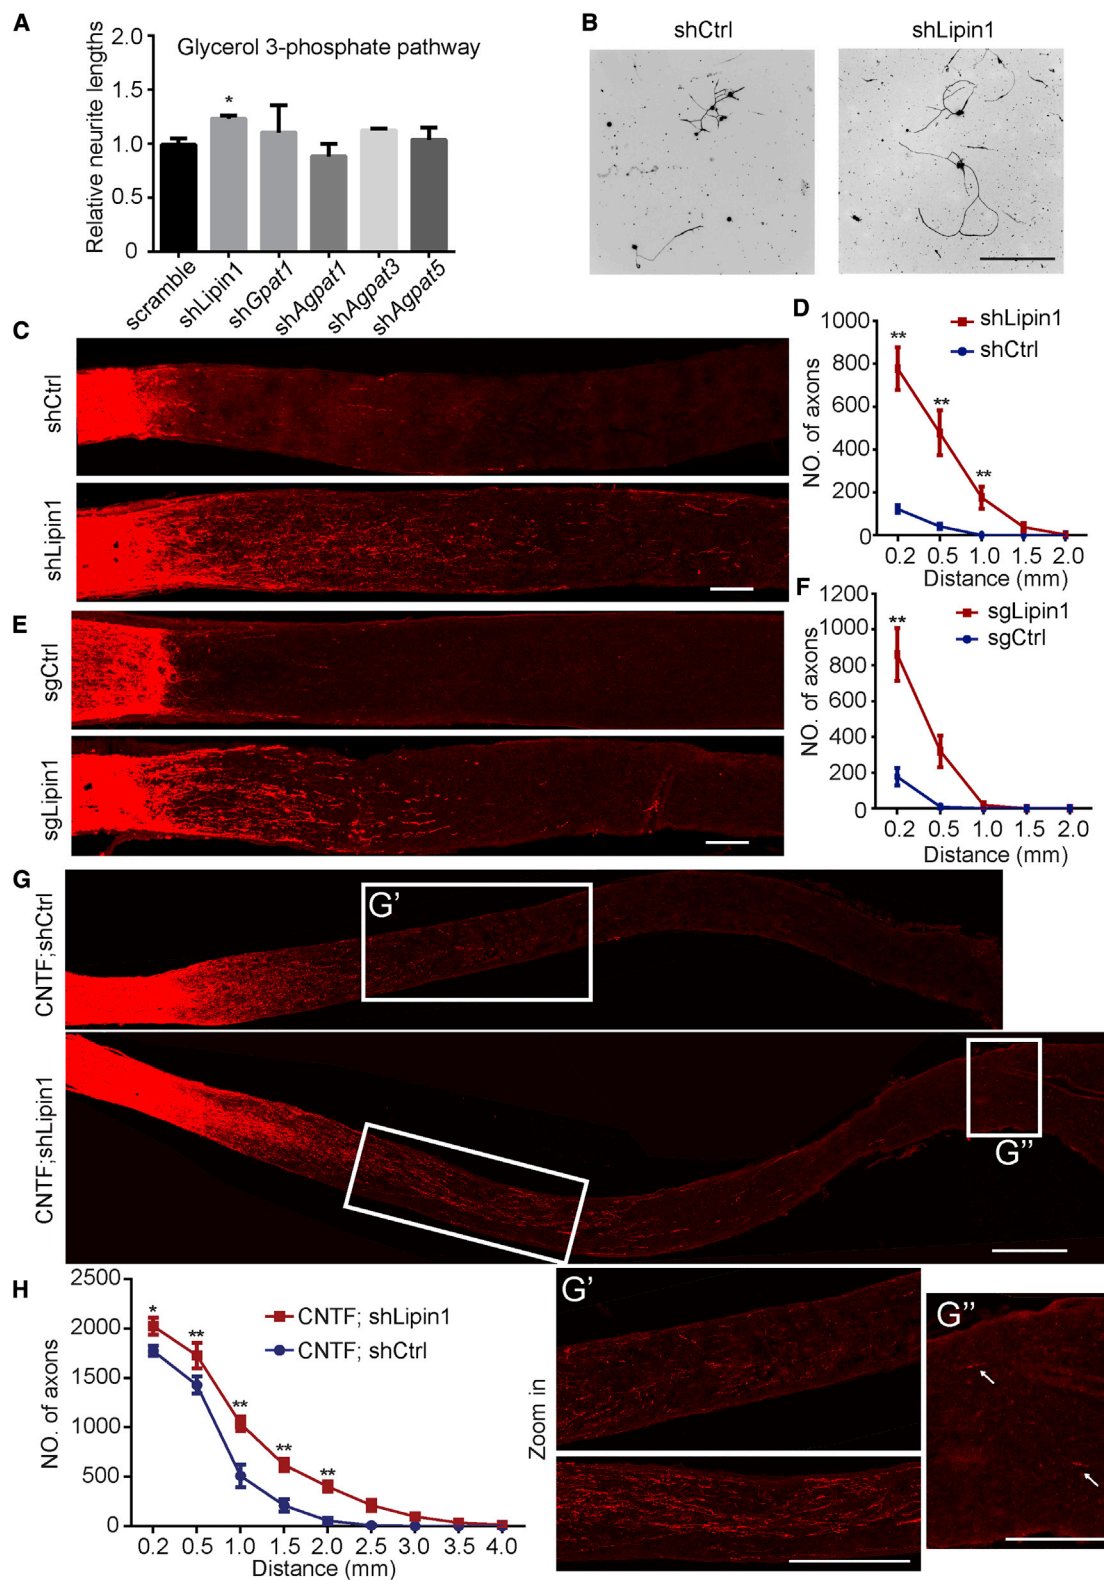 A
Glycerol 3-phosphate pathway
Relative neurite lengths
2.0
1.5
1.0
0.5
0
*
scramble
shLipin1
shGpat1
shAgpat1
shAgpat3
shAgpat5
B
shCtrl
shLipin1
C
shCtrl
shLipin1
D
NO. of axons
1000
800
600
400
200
0
shLipin1
shCtrl
**
**
**
0.2 0.5 1.0 1.5 2.0
Distance (mm)
E
sgCtrl
sgLipin1
F
NO. of axons
1200
1000
800
400
200
0
sgLipin1
sgCtrl
**
0.2 0.5 1.0 1.5 2.0
Distance (mm)
G
CNTF;shCtrl
G’
CNTF;shLipin1
G’’
H
NO. of axons
2500
2000
1500
1000
500
0
CNTF; shLipin1
CNTF; shCtrl
*
**
**
**
**
0.2 0.5 1.0 1.5 2.0 2.5 3.0 3.5 4.0
Distance (mm)
Zoom in
G’
G’’